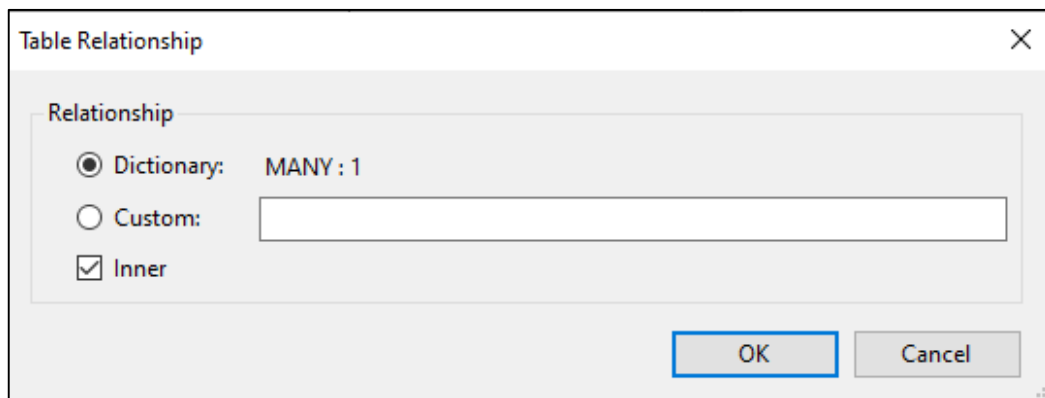 Table Relationship
Relationship
Dictionary: MANY : 1
Custom:
Inner
OK Cancel